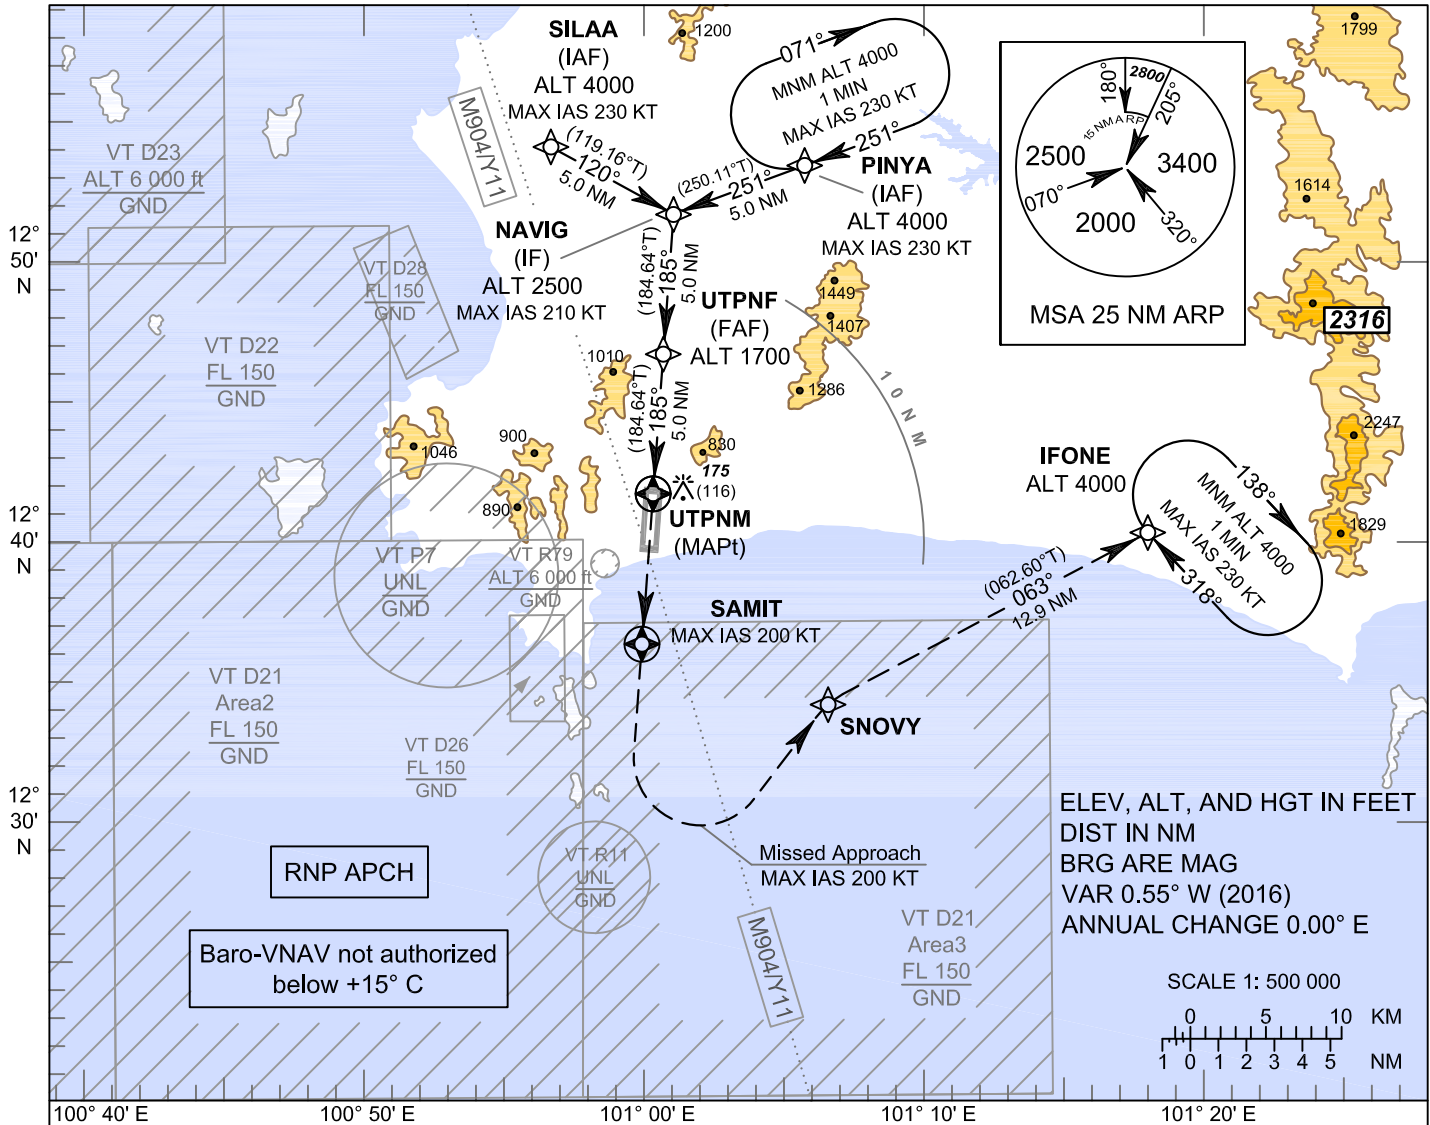 SILAA
(IAF)
ALT 4000
MAX IAS 230 KT
1200
071°
MNM ALT 4000
1 MIN
MAX IAS 230 KT
251°
180°
2800
205°
15 NM ARP
2500
3400
070°
2000
320°
MSA 25 NM ARP
1799
M904/Y11
(119.16°T)
120°
5.0 NM
(250.11°T)
251°
5.0 NM
PINYA
(IAF)
ALT 4000
MAX IAS 230 KT
1614
VT D23
ALT 6 000 ft
GND
12°
50'
N
NAVIG
(IF)
ALT 2500
MAX IAS 210 KT
(184.64°T)
185°
5.0 NM
VT D28
FL 150
GND
UTPNF
(FAF)
ALT 1700
1449
1407
1286
10 NM
2316
VT D22
FL 150
GND
1010
(184.64°T)
185°
5.0 NM
1046
900
890
830
175
(116)
UTPNM
(MAPt)
IFONE
ALT 4000
138°
MNM ALT 4000
1 MIN
MAX IAS 230 KT
318°
2247
1829
12°
40'
N
VT P7
UNL
GND
VT R79
ALT 6 000 ft
GND
SAMIT
MAX IAS 200 KT
(062.60°T)
063°
12.9 NM
SNOVY
VT D21
Area2
FL 150
GND
VT D26
FL 150
GND
12°
30'
N
RNP APCH
VT R11
UNL
GND
Missed Approach
MAX IAS 200 KT
ELEV, ALT, AND HGT IN FEET
DIST IN NM
BRG ARE MAG
VAR 0.55° W (2016)
ANNUAL CHANGE 0.00° E
Baro-VNAV not authorized
below +15° C
M904/Y11
VT D21
Area3
FL 150
GND
SCALE 1: 500 000
0 5 10 KM
1 0 1 2 3 4 5 NM
100° 40' E
100° 50' E
101° 00' E
101° 10' E
101° 20' E